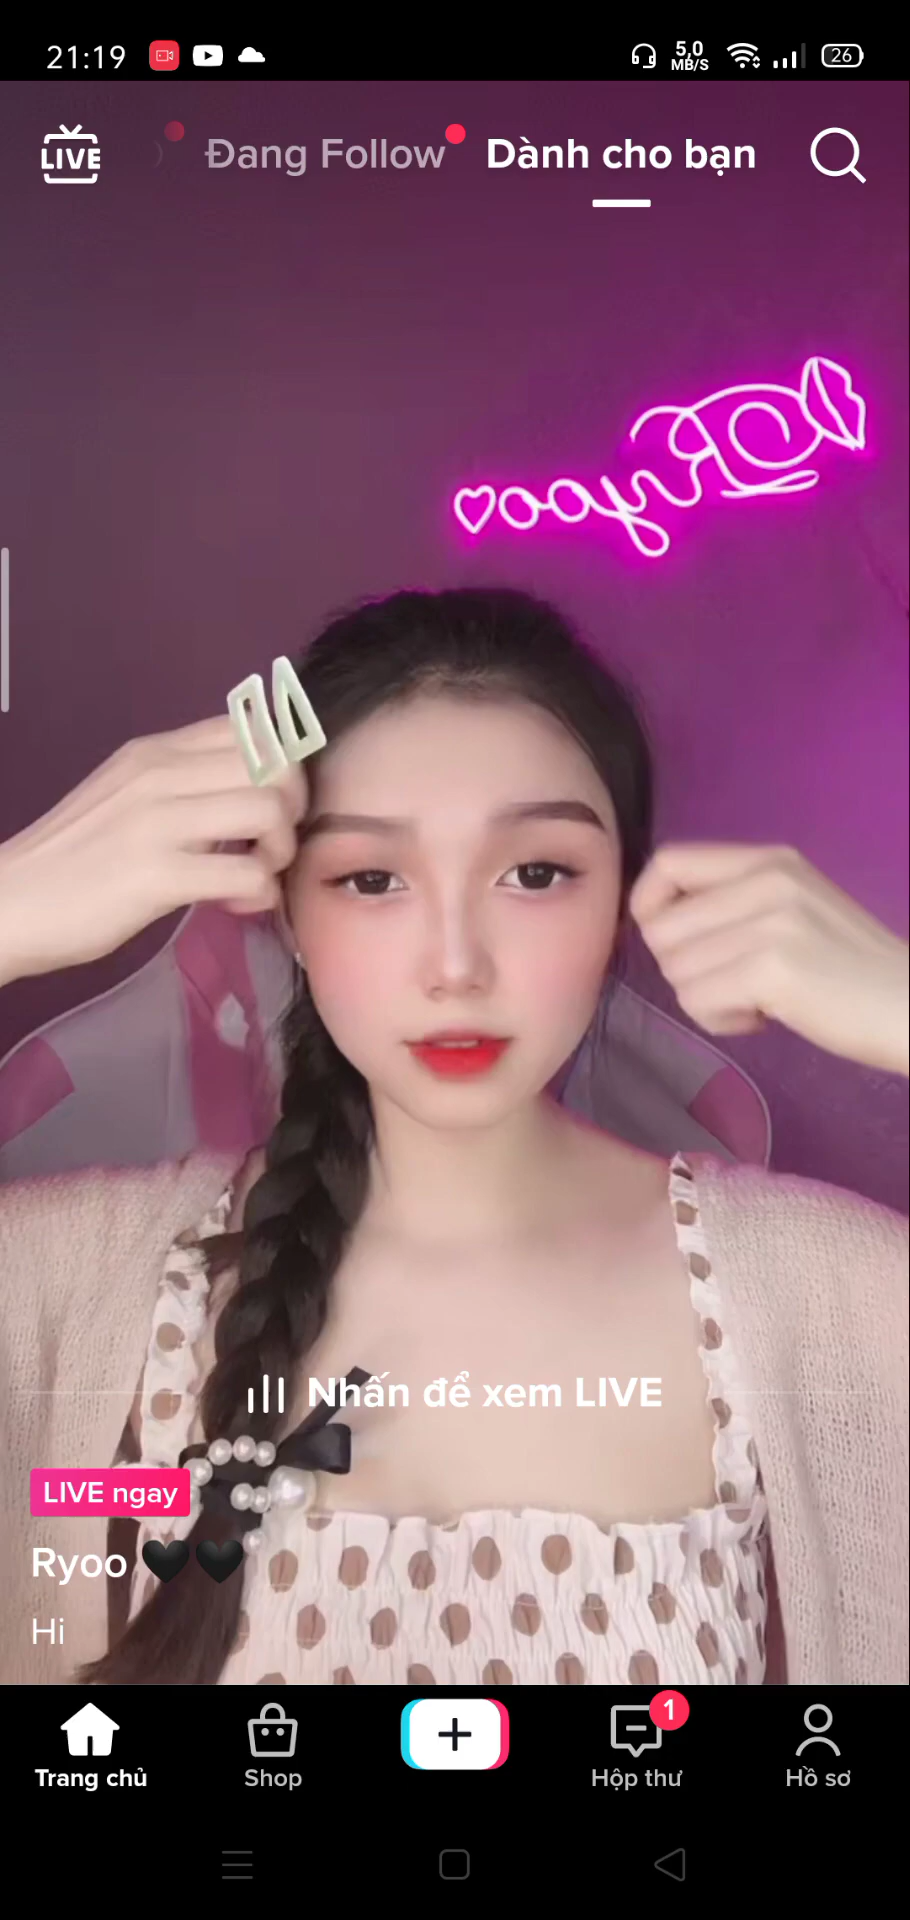 21:19
5,0
MB/S
26
LIVE
Đang Follow
Dành cho bạn
Ryoo
Nhấn để xem LIVE
LIVE ngay
Ryoo 🖤🖤
Hi
Trang chủ
Shop
1
Hộp thư
Hồ sơ